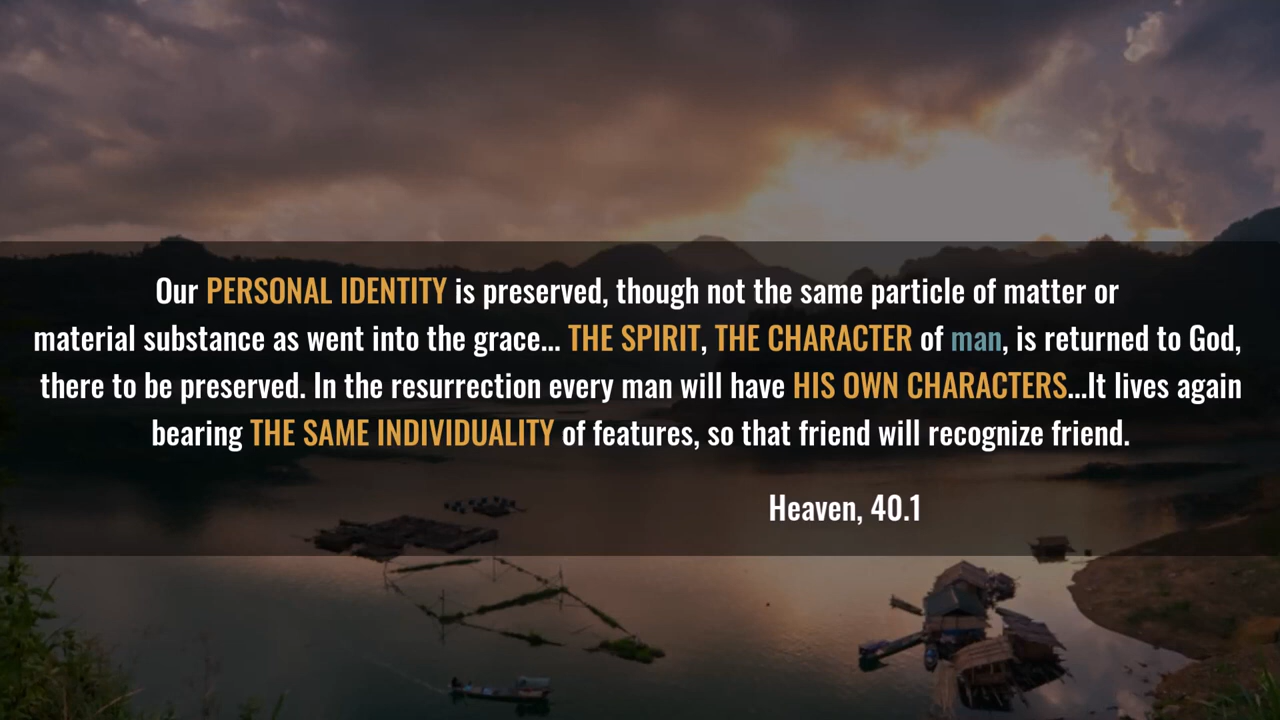 Our PERSONAL IDENTITY is preserved, though not the same particle of matter or
material substance as went into the grace... THE SPIRIT, THE CHARACTER of man, is returned to God,
there to be preserved. In the resurrection every man will have HIS OWN CHARACTERS...It lives again
bearing THE SAME INDIVIDUALITY of features, so that friend will recognize friend.
Heaven, 40.1